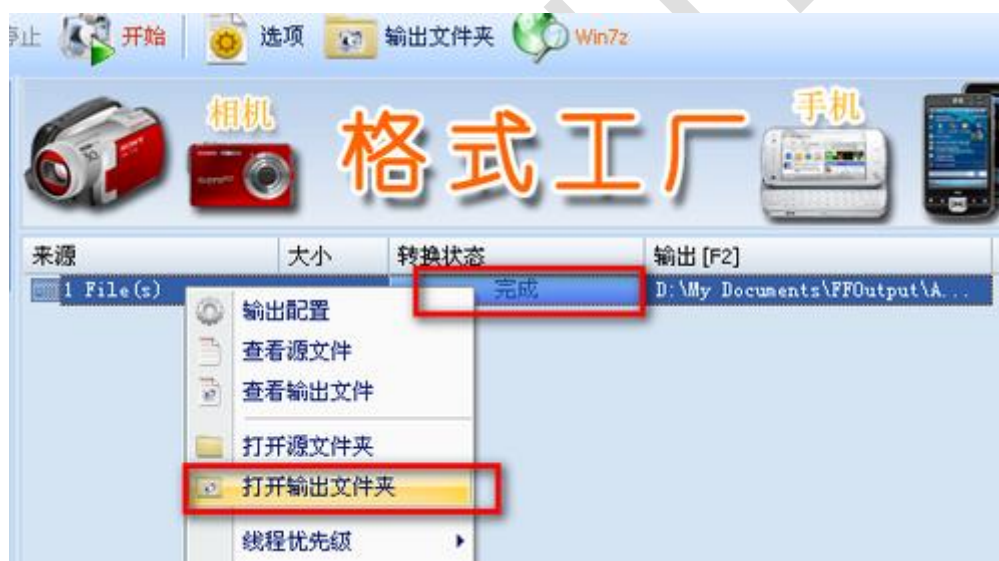 止 开始 选项 输出文件夹 Win7z
相机 格式工厂 手机
来源 大小 转换状态 输出 [F2]
1 File(s) 完成 D:\My Documents\FFOutput\A...
输出配置
查看源文件
查看输出文件
打开源文件夹
打开输出文件夹
线程优先级